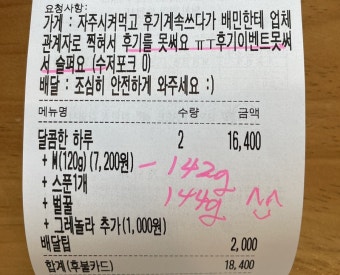 요청사항:
가게 : 자주시켜먹고 후기계속쓰다가 배민한테 업체
관계자로 찍혀서 후기를 못써요 ㅠㅜ후기이벤트못써
서 슬펴요 (수저포크 0)
배달 : 조심히 안전하게 와주세요 :)
메뉴명 수량 금액
달콤한 하루 2 16,400
+ M(120g) (7,200원) - 142g
+ 스푼1개 144g ^^
+ 벌꿀
+ 그레놀라 추가(1,000원)
배달팁 2,000
합계(후불카드) 18,400